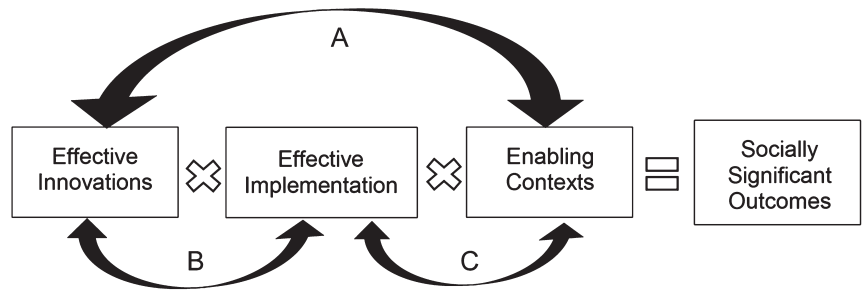 A
Effective
Innovations
Effective
Implementation
Enabling
Contexts
Socially
Significant
Outcomes
B
C